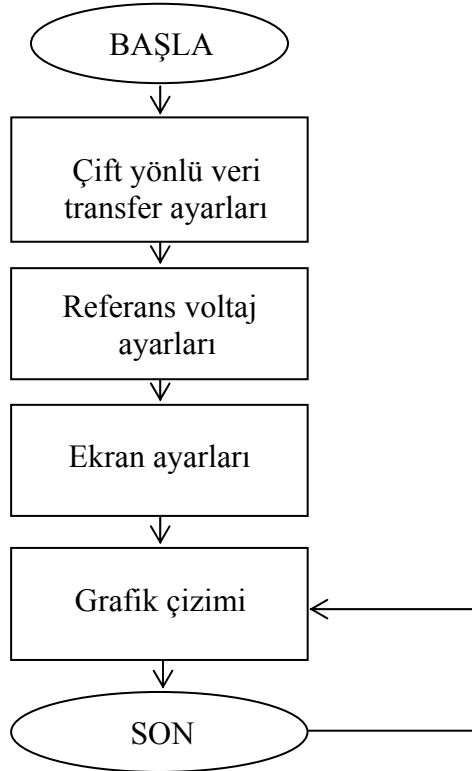 BAŞLA
Çift yönlü veri
transfer ayarları
Referans voltaj
ayarları
Ekran ayarları
Grafik çizimi
SON